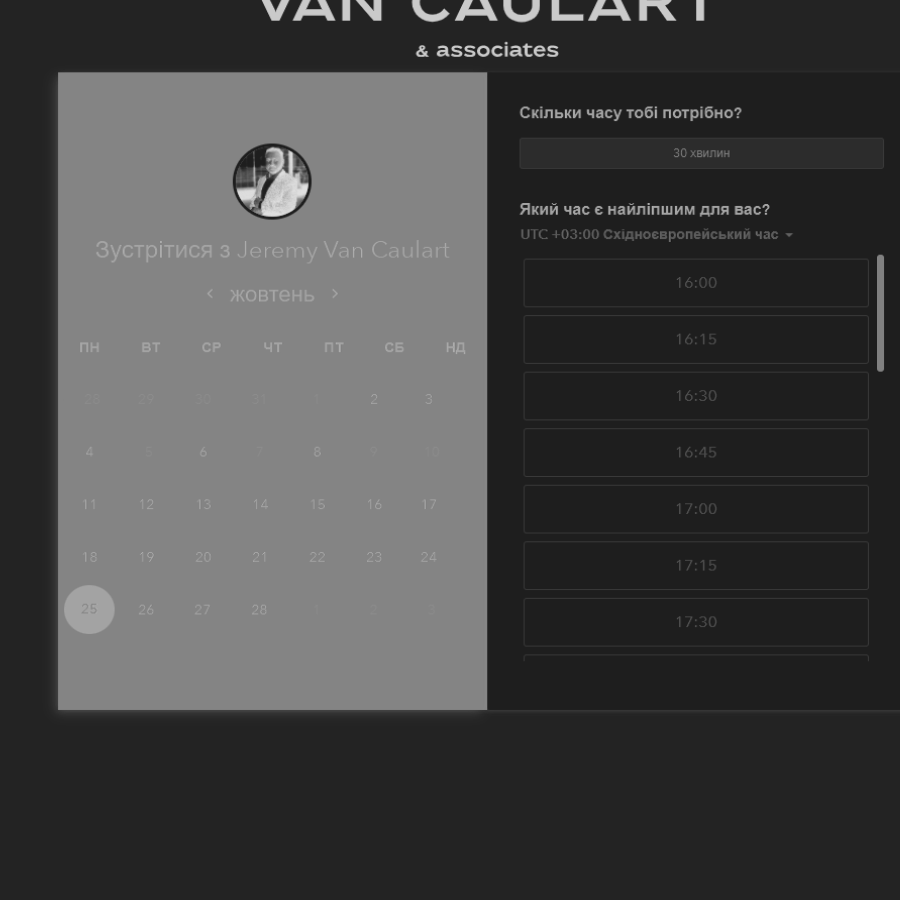 VAN CAULART
& associates
Зустрітися з Jeremy Van Caulart
жовтень
ПН ВТ СР ЧТ ПТ СБ НД
28 29 30 31 1 2 3
4 5 6 7 8 9 10
11 12 13 14 15 16 17
18 19 20 21 22 23 24
25 26 27 28 1 2 3
Скільки часу тобі потрібно?
30 хвилин
Який час є найліпшим для вас?
UTC +03:00 Східноєвропейський час
16:00
16:15
16:30
16:45
17:00
17:15
17:30